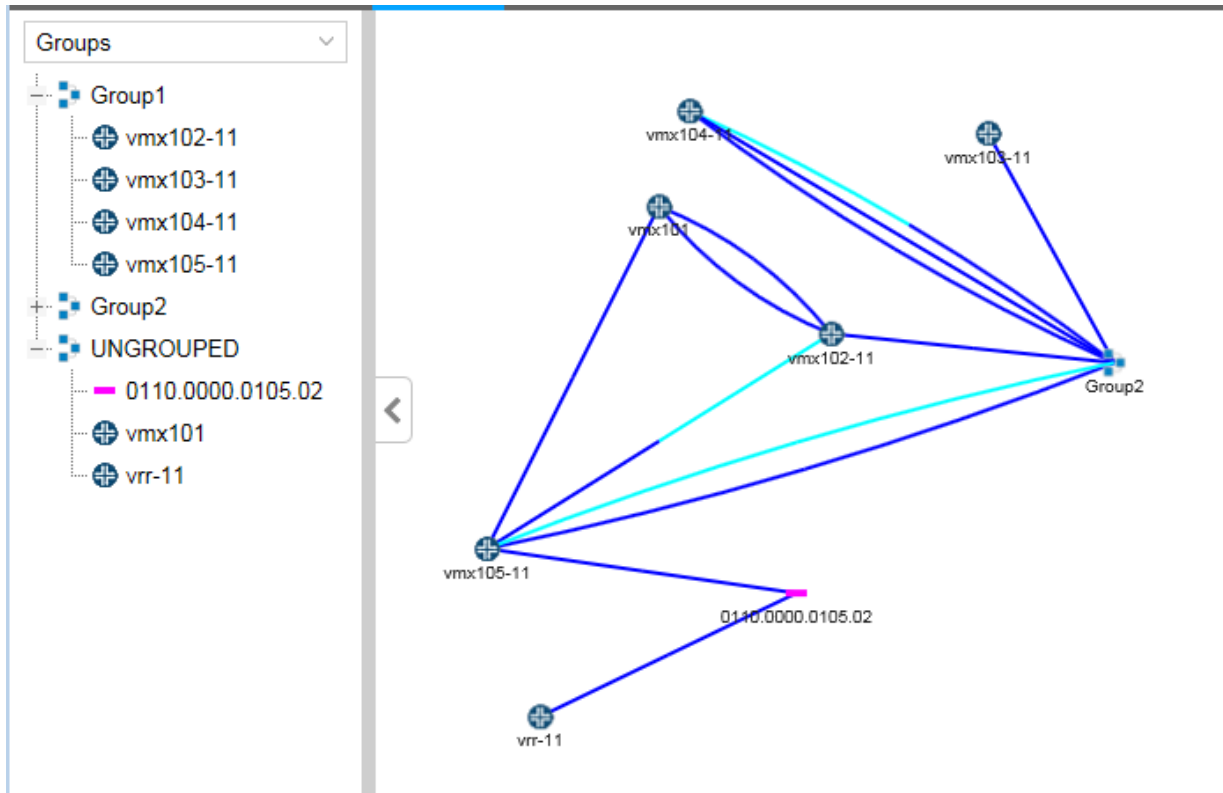 Groups
Group1
vmx102-11
vmx103-11
vmx104-11
vmx105-11
Group2
UNGROUPED
0110.0000.0105.02
vmx101
vrr-11
vmx104-11
vmx103-11
vmx101
vmx102-11
Group2
vmx105-11
0110.0000.0105.02
vrr-11